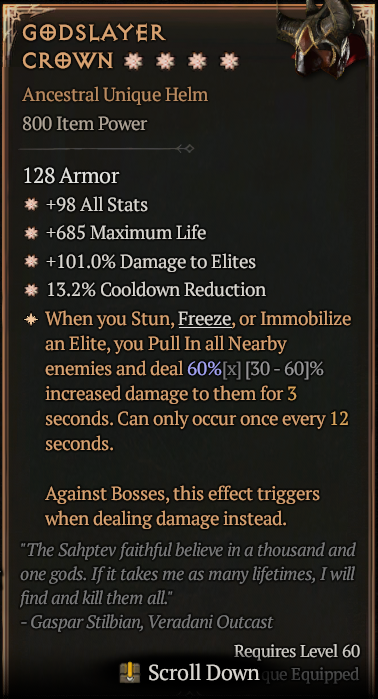 GODSLAYER
CROWN
Ancestral Unique Helm
800 Item Power
128 Armor
+98 All Stats
+685 Maximum Life
+101.0% Damage to Elites
13.2% Cooldown Reduction
When you Stun, Freeze, or Immobilize
an Elite, you Pull In all Nearby
enemies and deal 60%[x] [30 - 60]%
increased damage to them for 3
seconds. Can only occur once every 12
seconds.
Against Bosses, this effect triggers
when dealing damage instead.
"The Sahptev faithful believe in a thousand and
one gods. If it takes me as many lifetimes, I will
find and kill them all."
- Gaspar Stilbian, Veradani Outcast
Requires Level 60
Scroll Down
Equipped